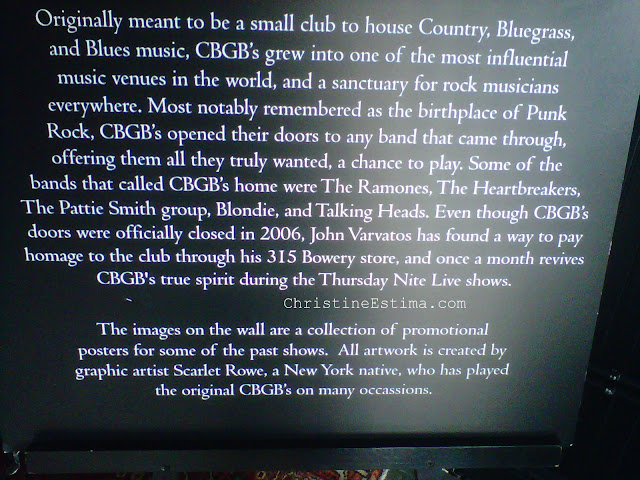 Originally meant to be a small club to house Country, Bluegrass,
and Blues music, CBGB's grew into one of the most influential
music venues in the world, and a sanctuary for rock musicians
everywhere. Most notably remembered as the birthplace of Punk
Rock, CBGB's opened their doors to any band that came through,
offering them all they truly wanted, a chance to play. Some of the
bands that called CBGB's home were The Ramones, The Heartbreakers,
The Pattie Smith group, Blondie, and Talking Heads. Even though CBGB's
doors were officially closed in 2006, John Varvatos has found a way to pay
homage to the club through his 315 Bowery store, and once a month revives
CBGB's true spirit during the Thursday Nite Live shows.
ChristineEstima.com
The images on the wall are a collection of promotional
posters for some of the past shows. All artwork is created by
graphic artist Scarlet Rowe, a New York native, who has played
the original CBGB's on many occassions.